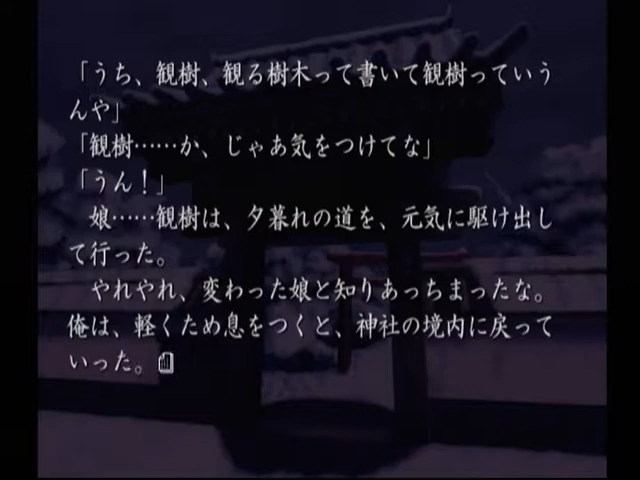 「うち、観樹、観る樹木って書いて観樹っていう
んや」
「観樹……か、じゃあ気をつけてな」
「うん！」
　娘……観樹は、夕暮れの道を、元気に駆け出し
て行った。
　やれやれ、変わった娘と知りあっちまったな。
俺は、軽くため息をつくと、神社の境内に戻って
いった。